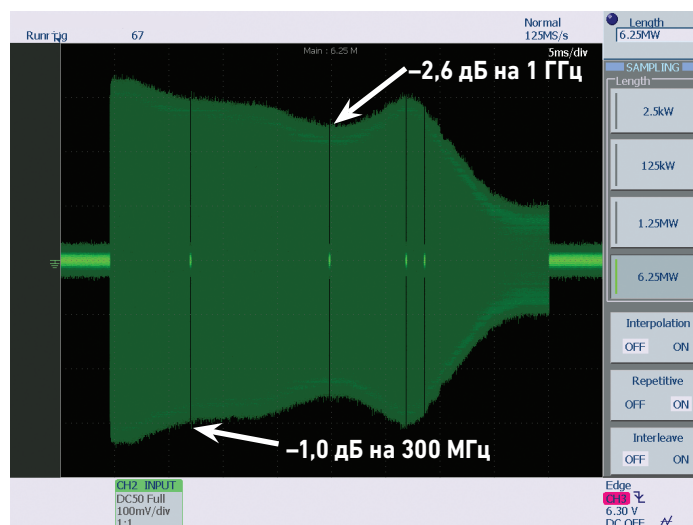 Running
67
Normal
125MS/s
Main : 6.25 M
5ms/div
–2,6 дБ на 1 ГГц
–1,0 дБ на 300 МГц
Length
6.25MW
SAMPLING
Length
2.5kW
125kW
1.25MW
6.25MW
Interpolation
OFF ON
Repetitive
OFF ON
Interleave
OFF ON
CH2 INPUT
DC50 Full
100mV/div
1:1
Edge
CH3
6.30 V
DC OFF